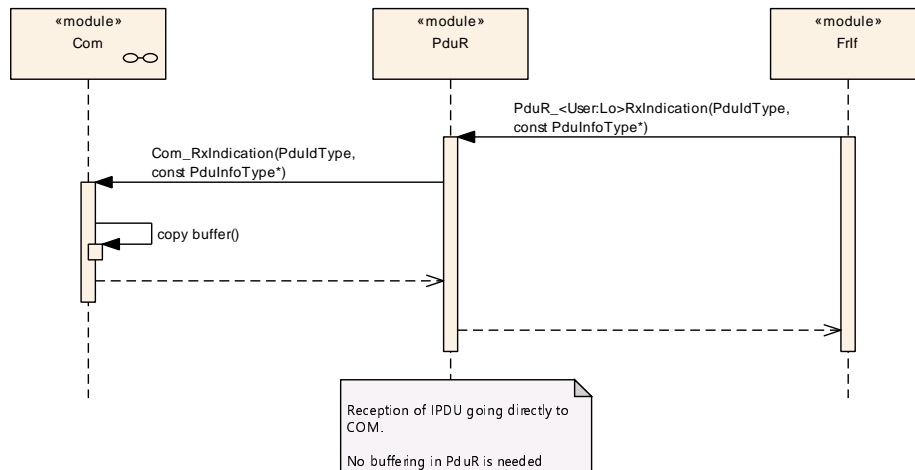 «module»
Com
«module»
PduR
«module»
FrIf
PduR_<User:Lo>RxIndication(PduIdType,
const PduInfoType*)
Com_RxIndication(PduIdType,
const PduInfoType*)
copy buffer()
Reception of IPDU going directly to
COM.
No buffering in PduR is needed